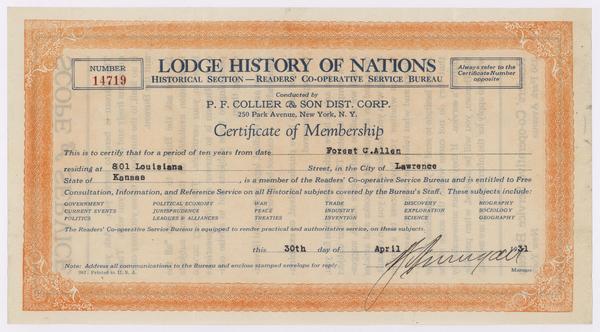 NUMBER
14719
LODGE HISTORY OF NATIONS
HISTORICAL SECTION—READERS' CO-OPERATIVE SERVICE BUREAU
Always refer to the
Certificate Number
opposite
Conducted by
P. F. COLLIER & SON DIST. CORP.
250 Park Avenue, New York, N. Y.
Certificate of Membership
This is to certify that for a period of ten years from date Forest C.Allen
residing at 801 Louisiana Street, in the City of Lawrence
State of Kansas , is a member of the Readers' Co-operative Service Bureau and is entitled to Free
Consultation, Information, and Reference Service on all Historical subjects covered by the Bureau's Staff. These subjects include:
GOVERNMENT POLITICAL ECONOMY WAR TRADE DISCOVERY BIOGRAPHY
CURRENT EVENTS JURISPRUDENCE PEACE INDUSTRY EXPLORATION SOCIOLOGY
POLITICS LEAGUES & ALLIANCES TREATIES INVENTION SCIENCE GEOGRAPHY
The Readers' Co-operative Service Bureau is equipped to render practical and authoritative service, on these subjects.
this 30th day of April 1931
Note: Address all communications to the Bureau and enclose stamped envelope for reply.
Manager
Printed in U. S. A.